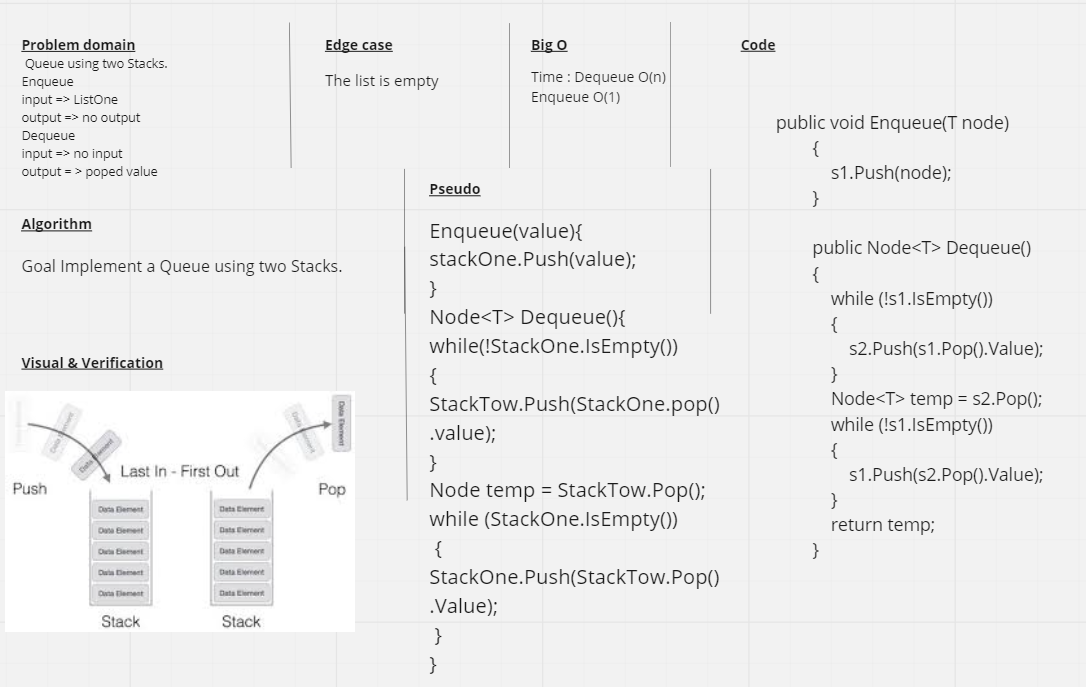 Problem domain
Queue using two Stacks.
Enqueue
input => ListOne
output => no output
Dequeue
input => no input
output = > poped value
Edge case
The list is empty
Big O
Time : Dequeue O(n)
Enqueue O(1)
Code
public void Enqueue(T node)
{
s1.Push(node);
}
public Node<T> Dequeue()
{
while (!s1.IsEmpty())
{
s2.Push(s1.Pop().Value);
}
Node<T> temp = s2.Pop();
while (!s1.IsEmpty())
{
s1.Push(s2.Pop().Value);
}
return temp;
}
Algorithm
Goal Implement a Queue using two Stacks.
Pseudo
Enqueue(value){
stackOne.Push(value);
}
Node<T> Dequeue(){
while(!StackOne.IsEmpty())
{
StackTow.Push(StackOne.pop()
.value);
}
Node temp = StackTow.Pop();
while (StackOne.IsEmpty())
{
StackOne.Push(StackTow.Pop()
.Value);
}
}
Visual & Verification
Data Element
Data Element
Data Element
Data Element
Last In - First Out
Push
Pop
Data Element
Data Element
Data Element
Data Element
Data Element
Data Element
Data Element
Data Element
Data Element
Data Element
Stack
Stack